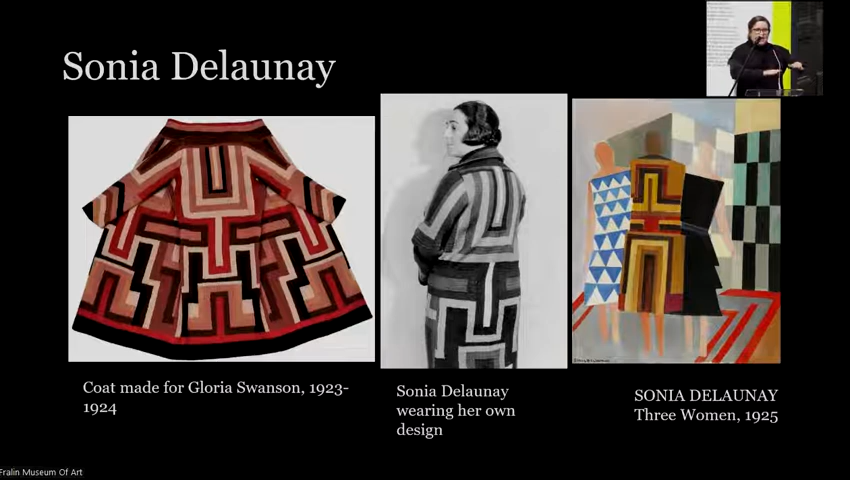 Sonia Delaunay
Coat made for Gloria Swanson, 1923-
1924
Sonia Delaunay
wearing her own
design
SONIA DELAUNAY
Three Women, 1925
Fralin Museum Of Art